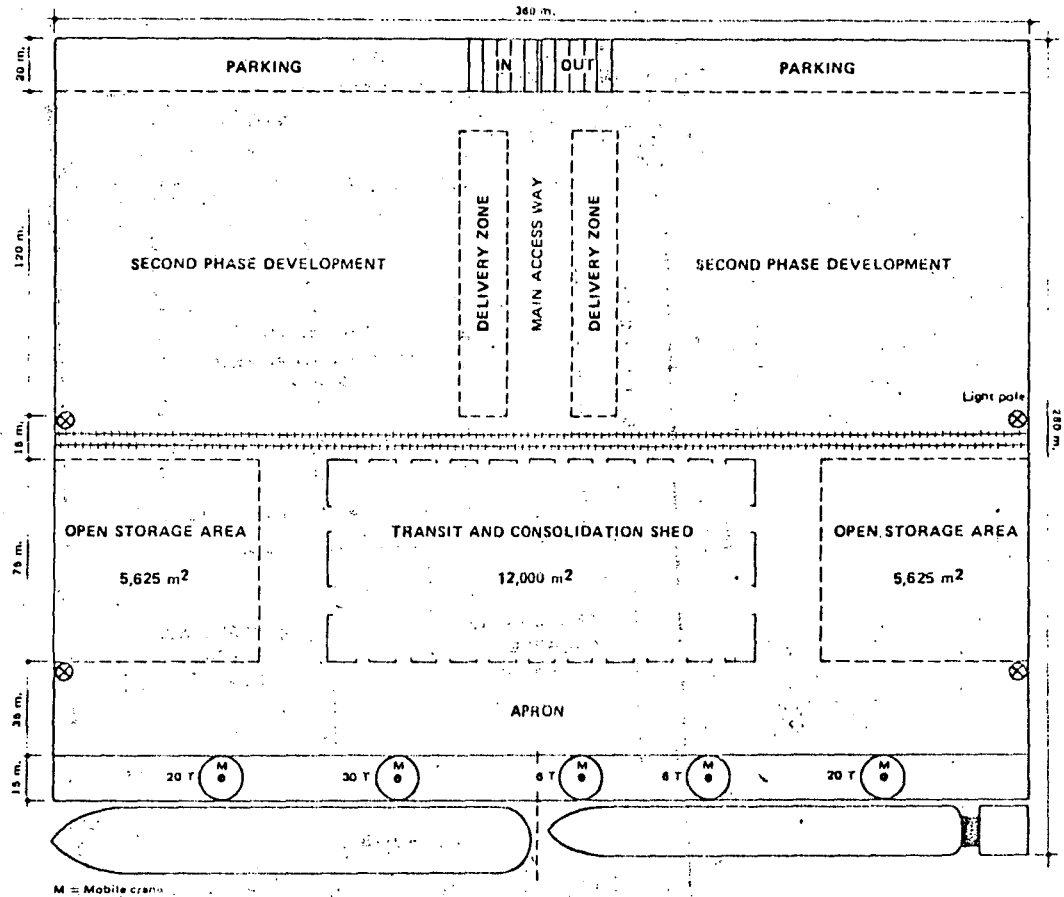 360 m.
20 m.
PARKING
IN
OUT
PARKING
120 m.
SECOND PHASE DEVELOPMENT
DELIVERY ZONE
MAIN ACCESS WAY
DELIVERY ZONE
SECOND PHASE DEVELOPMENT
Light pole
280 m.
OPEN STORAGE AREA
5,625 m²
TRANSIT AND CONSOLIDATION SHED
12,000 m²
OPEN STORAGE AREA
5,625 m²
75 m.
APRON
15 m.
20 T
M
30 T
M
6 T
M
6 T
M
20 T
M
M = Mobile crane